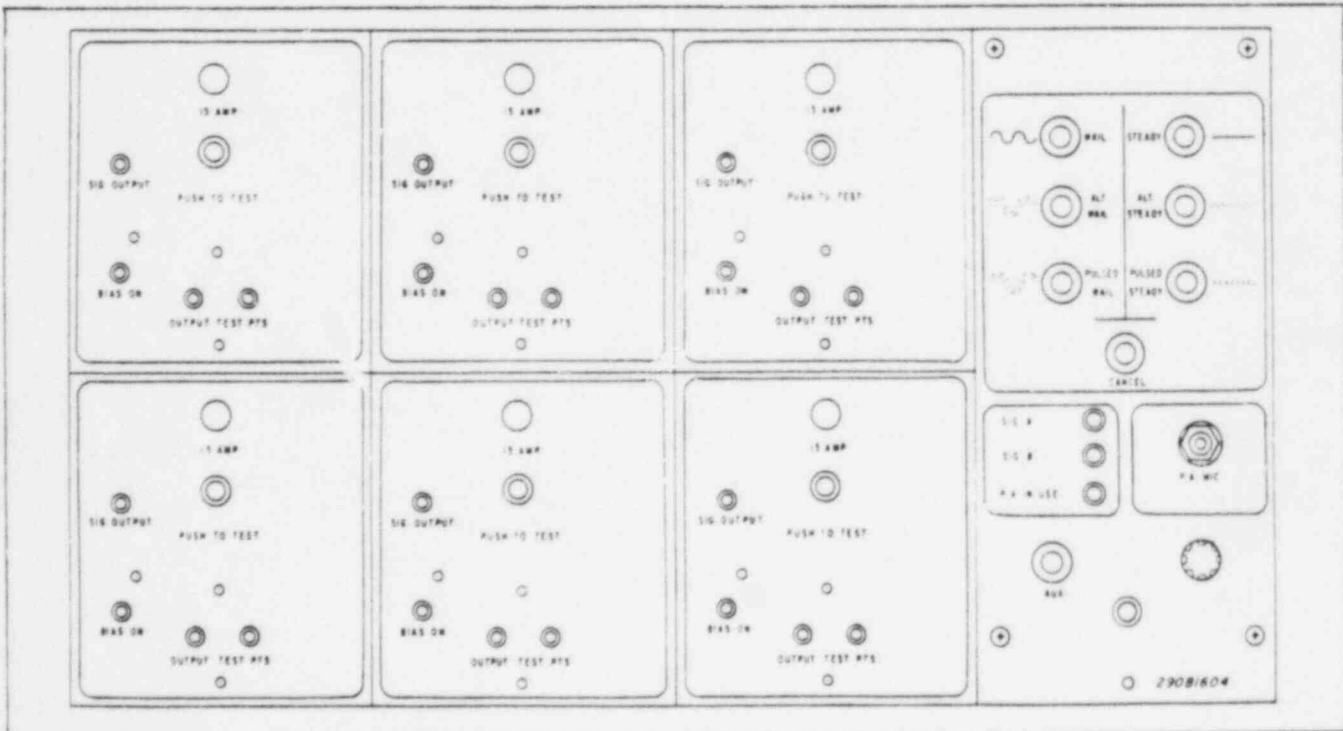 15 AMP
SIG OUTPUT
PUSH TO TEST
BIAS ON
OUTPUT TEST PTS
15 AMP
SIG OUTPUT
PUSH TO TEST
BIAS ON
OUTPUT TEST PTS
15 AMP
SIG OUTPUT
PUSH TO TEST
BIAS ON
OUTPUT TEST PTS
15 AMP
SIG OUTPUT
PUSH TO TEST
BIAS ON
OUTPUT TEST PTS
15 AMP
SIG OUTPUT
PUSH TO TEST
BIAS ON
OUTPUT TEST PTS
15 AMP
SIG OUTPUT
PUSH TO TEST
BIAS ON
OUTPUT TEST PTS
WAIL STEADY
ALT ALT
WAIL STEADY
PULSED PULSED
WAIL STEADY
CANCEL
SIG A
SIG B
P.A. IN USE
P.A. MIC
AUX
290B1604